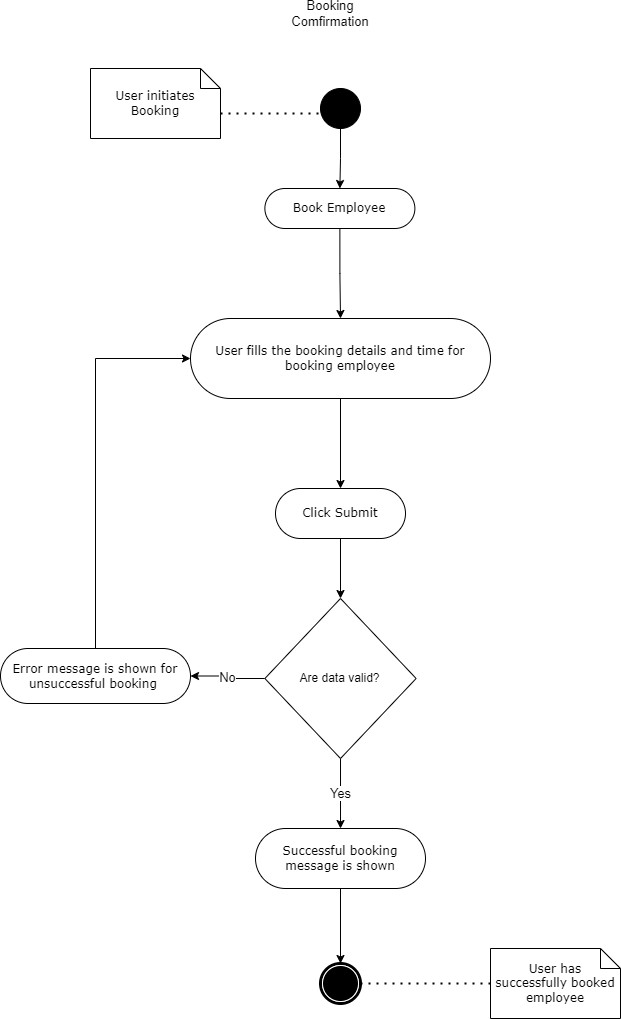 Booking
Comfirmation
User initiates
Booking
Book Employee
User fills the booking details and time for
booking employee
Click Submit
Are data valid?
No
Error message is shown for
unsuccessful booking
Yes
Successful booking
message is shown
User has
successfully booked
employee